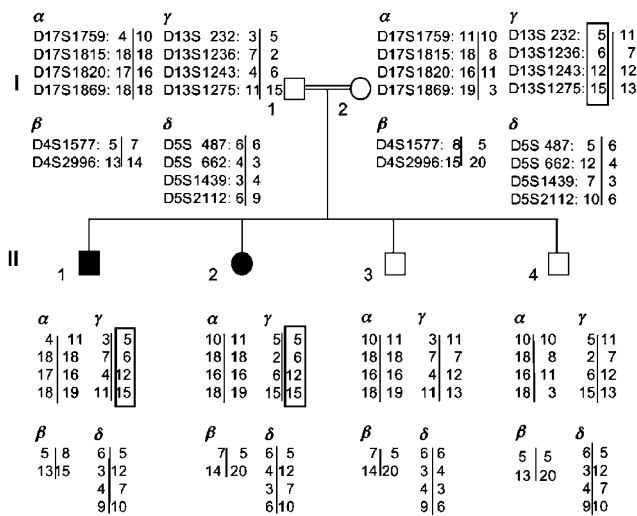 α γ α γ
D17S1759: 4 10 D13S 232: 3 5 D17S1759: 11 10 D13S 232: 5 11
D17S1815: 18 18 D13S1236: 7 2 D17S1815: 18 8 D13S1236: 6 7
D17S1820: 17 16 D13S1243: 4 6 D17S1820: 16 11 D13S1243: 12 12
D17S1869: 18 18 D13S1275: 11 15 D17S1869: 19 3 D13S1275: 15 13
I 1 2
β δ β δ
D4S1577: 5 7 D5S 487: 6 6 D4S1577: 8 5 D5S 487: 5 6
D4S2996: 13 14 D5S 662: 4 3 D4S2996: 15 20 D5S 662: 12 4
D5S1439: 3 4 D5S1439: 7 3
D5S2112: 6 9 D5S2112: 10 6
II 1 2 3 4
α γ α γ α γ α γ
4 11 3 5 10 11 5 5 10 11 3 11 10 10 5 11
18 18 7 6 18 18 2 6 18 18 7 7 18 8 2 7
17 16 4 12 16 16 6 12 16 16 4 12 16 11 6 12
18 19 11 15 18 19 15 15 18 19 11 13 18 3 15 13
β δ β δ β δ β δ
5 8 6 5 7 5 6 5 7 5 6 6 5 5 6 5
13 15 3 12 14 20 4 12 14 20 3 4 13 20 3 12
4 7 3 7 4 3 4 7
9 10 6 10 9 6 9 10